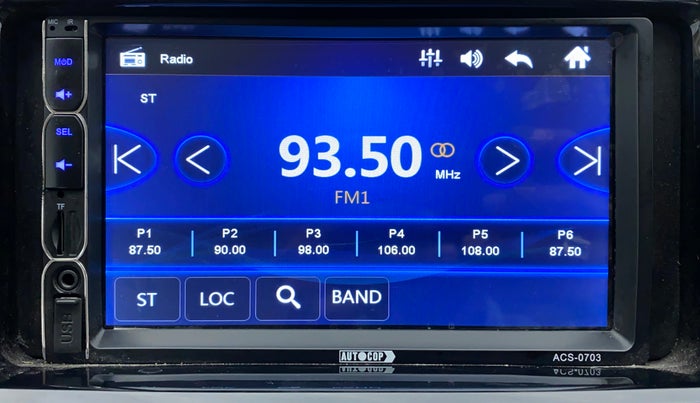 MIC IR
MOD
SEL
TF
USB
Radio
ST
93.50 MHz
FM1
P1 P2 P3 P4 P5 P6
87.50 90.00 98.00 106.00 108.00 87.50
ST LOC BAND
AUTOCOP
ACS-0703